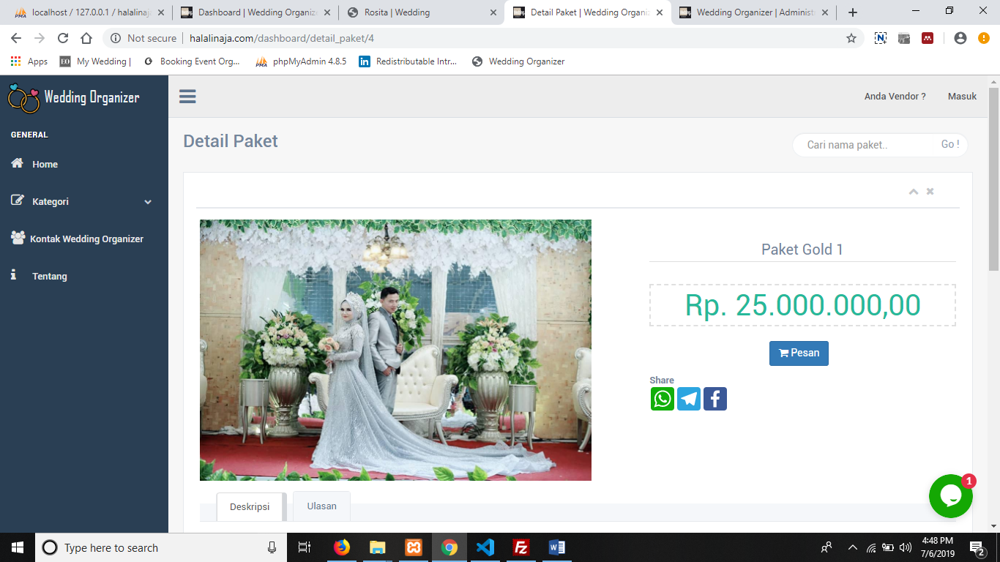 localhost / 127.0.0.1 / halalinaja
Dashboard | Wedding Organiz
Rosita | Wedding
Detail Paket | Wedding Organiz
Wedding Organizer | Administ
Not secure | halalinaja.com/dashboard/detail_paket/4
Apps
EO My Wedding |
Booking Event Org...
phpMyAdmin 4.8.5
in Redistributable Intr...
Wedding Organizer
Wedding Organizer
Anda Vendor ?
Masuk
GENERAL
Home
Kategori
Kontak Wedding Organizer
Tentang
Detail Paket
Cari nama paket..
Go !
Paket Gold 1
Rp. 25.000.000,00
Pesan
Share
1
Deskripsi
Ulasan
Type here to search
4:48 PM
7/6/2019
2